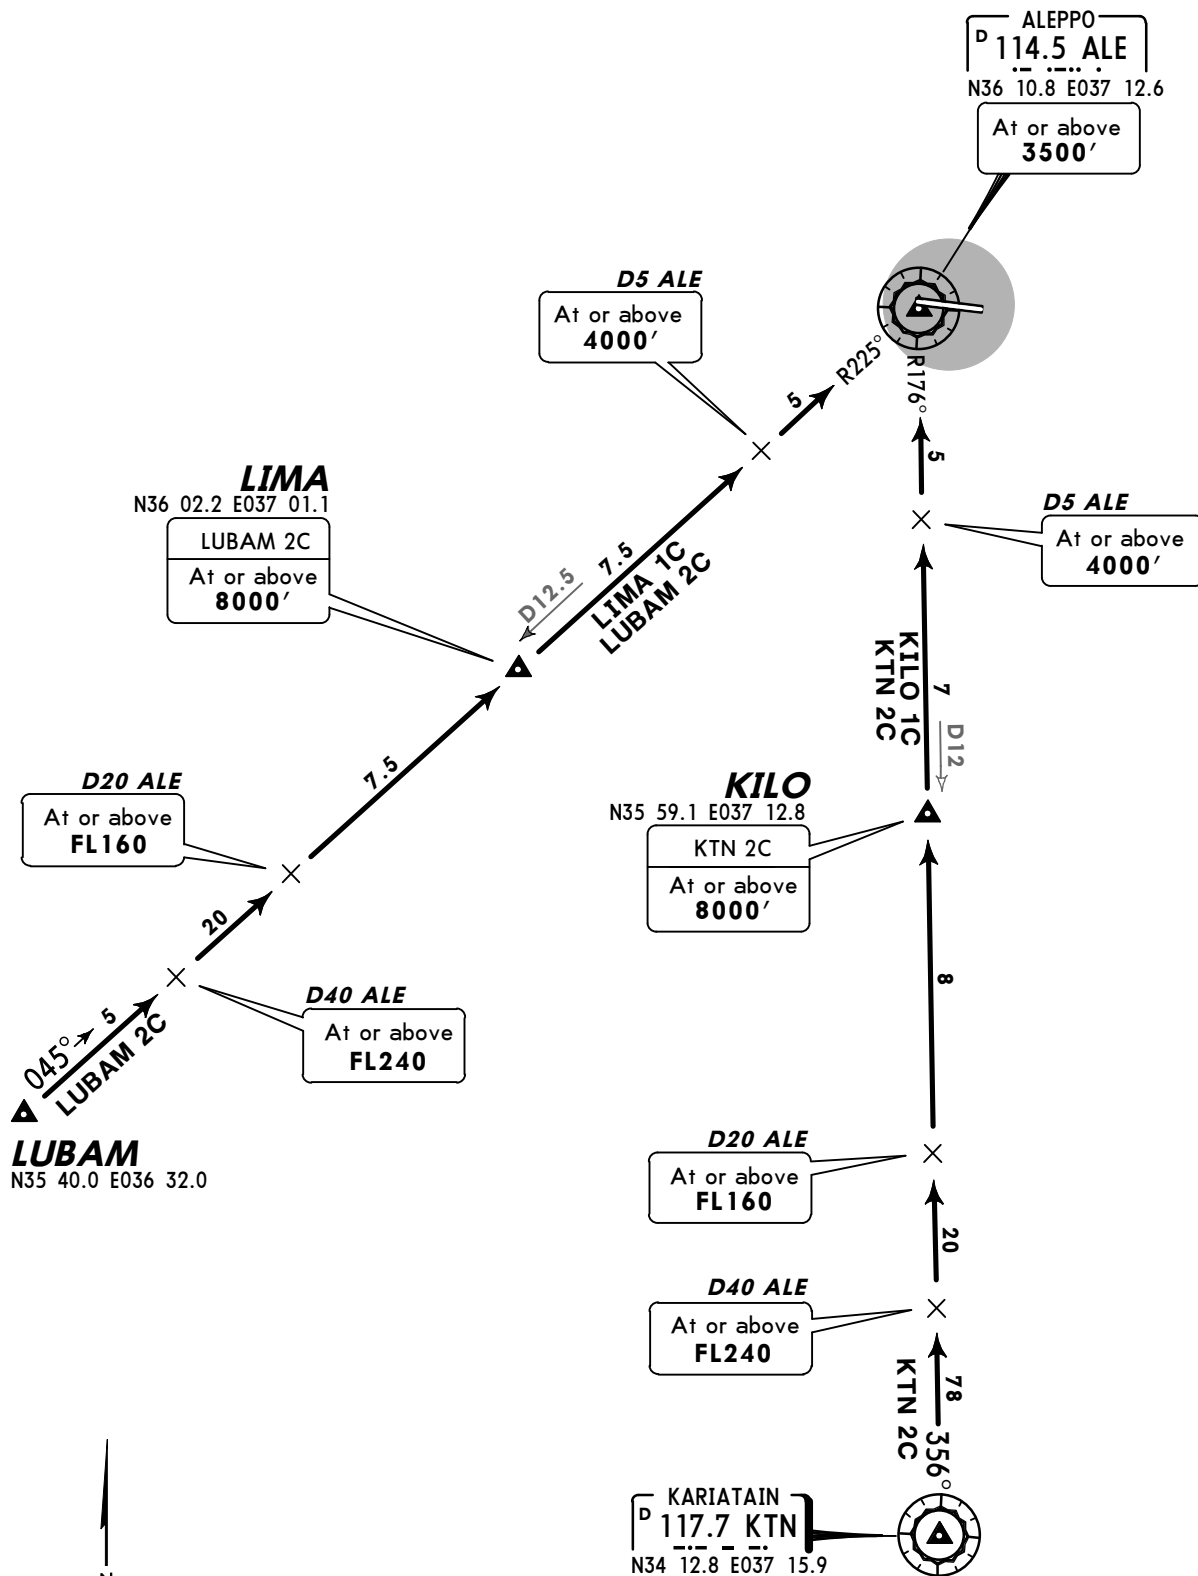 ALEPPO
D 114.5 ALE
N36 10.8 E037 12.6
At or above
3500'
D5 ALE
At or above
4000'
R225°
R176°
5
5
LIMA
N36 02.2 E037 01.1
LUBAM 2C
At or above
8000'
D12.5
7.5
LIMA 1C
LUBAM 2C
D5 ALE
At or above
4000'
KILO 1C
KTN 2C
7
D12
D20 ALE
At or above
FL160
7.5
KILO
N35 59.1 E037 12.8
KTN 2C
At or above
8000'
20
8
D40 ALE
At or above
FL240
045°
5
LUBAM 2C
LUBAM
N35 40.0 E036 32.0
D20 ALE
At or above
FL160
20
D40 ALE
At or above
FL240
78
KTN 2C
356°
KARIATAIN
D 117.7 KTN
N34 12.8 E037 15.9